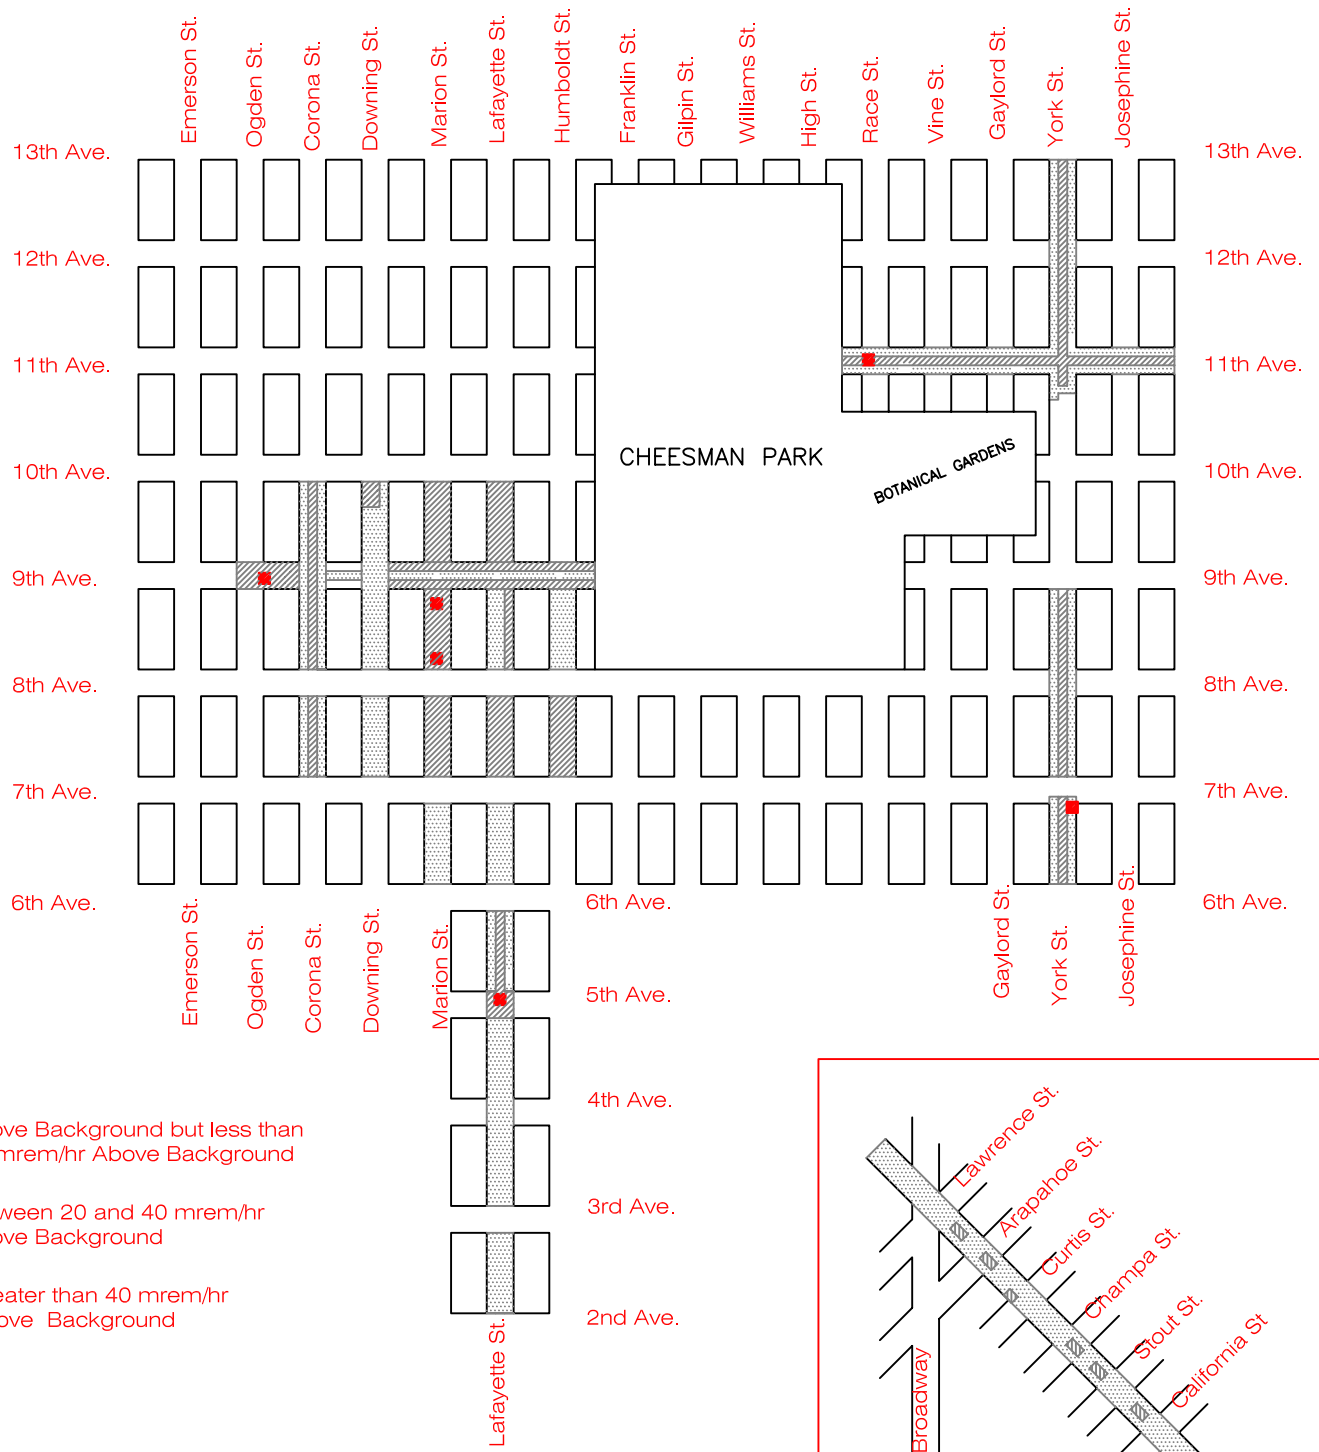 Emerson St.
Ogden St.
Corona St.
Downing St.
Marion St.
Lafayette St.
Humboldt St.
Franklin St.
Gilpin St.
Williams St.
High St.
Race St.
Vine St.
Gaylord St.
York St.
Josephine St.
13th Ave.
13th Ave.
12th Ave.
12th Ave.
11th Ave.
11th Ave.
CHEESMAN PARK
BOTANICAL GARDENS
10th Ave.
10th Ave.
9th Ave.
9th Ave.
8th Ave.
8th Ave.
7th Ave.
7th Ave.
6th Ave.
6th Ave.
6th Ave.
Emerson St.
Ogden St.
Corona St.
Downing St.
Marion St.
Gaylord St.
York St.
Josephine St.
5th Ave.
4th Ave.
3rd Ave.
2nd Ave.
Lafayette St.
ove Background but less than
mrem/hr Above Background
ween 20 and 40 mrem/hr
ove Background
eater than 40 mrem/hr
ove Background
Lawrence St.
Arapahoe St.
Curtis St.
Champa St.
Stout St.
California St
Broadway